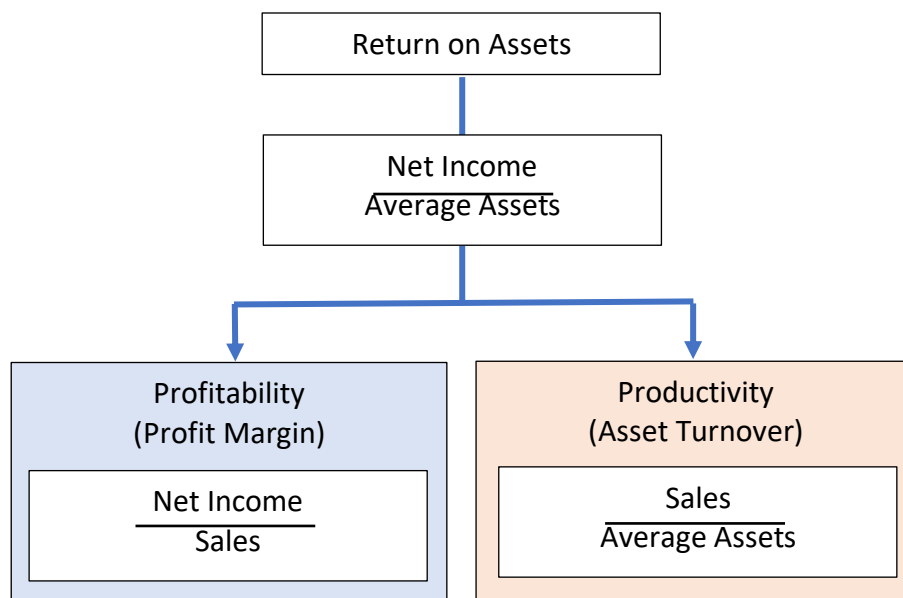 Return on Assets
Net Income
Average Assets
Profitability
(Profit Margin)
Net Income
Sales
Productivity
(Asset Turnover)
Sales
Average Assets